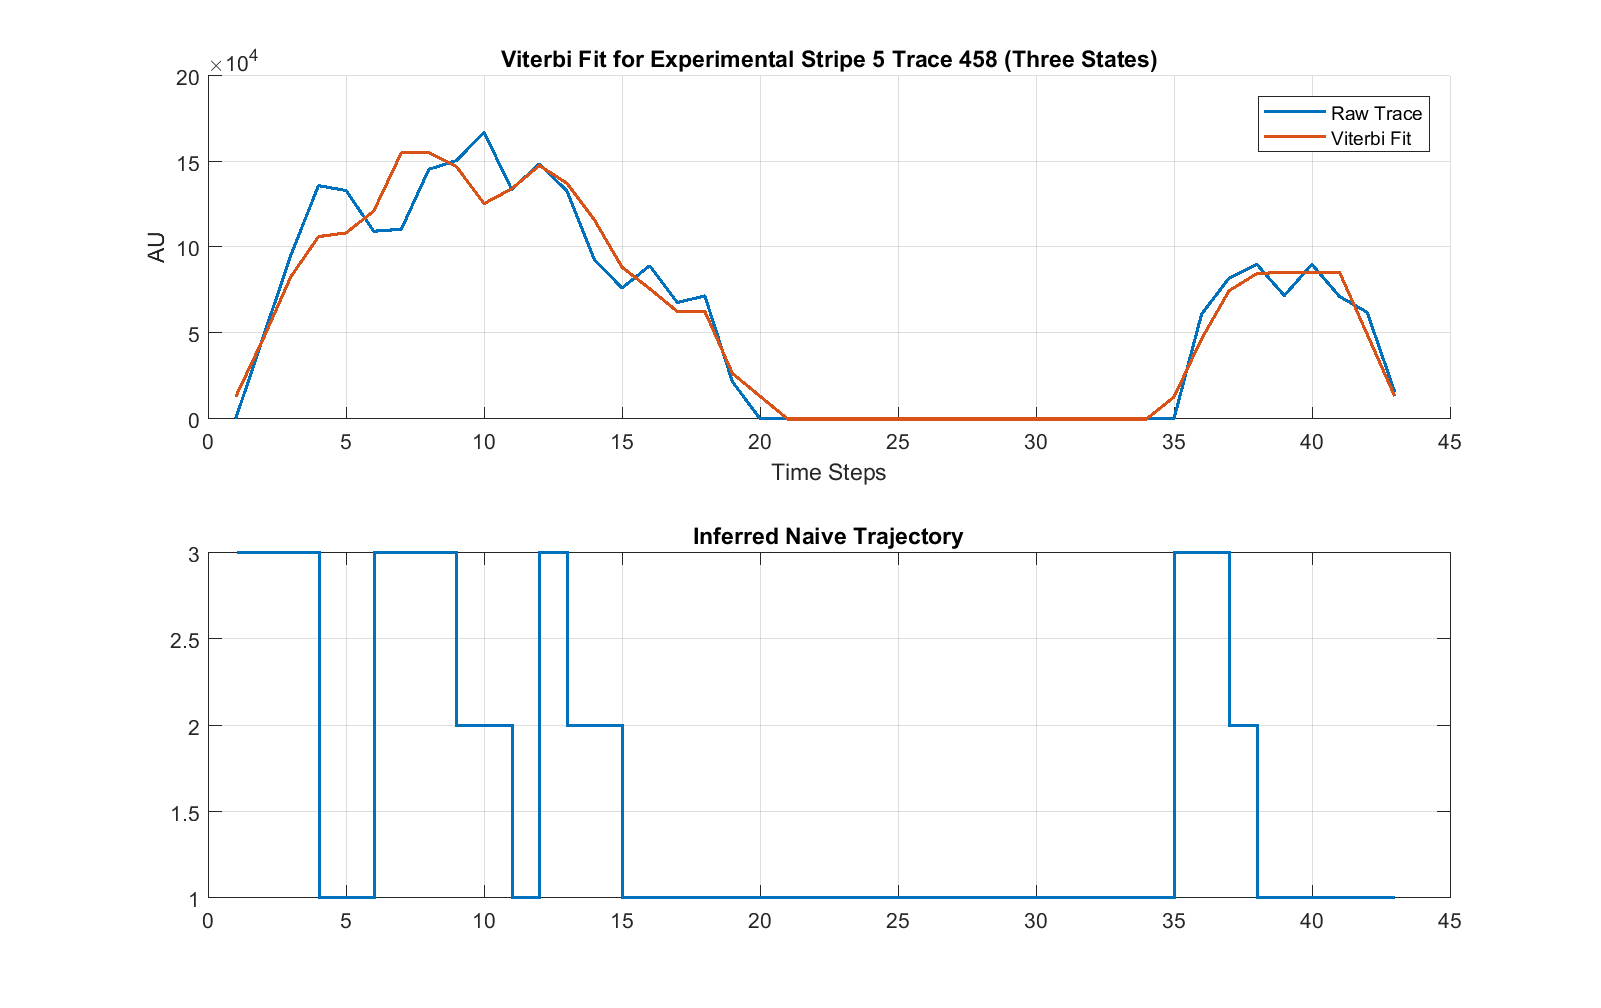 Viterbi Fit for Experimental Stripe 5 Trace 458 (Three States)
×10^4
20
15
10
5
0
AU
Raw Trace
Viterbi Fit
0 5 10 15 20 25 30 35 40 45
Time Steps
Inferred Naive Trajectory
3
2.5
2
1.5
1
0 5 10 15 20 25 30 35 40 45